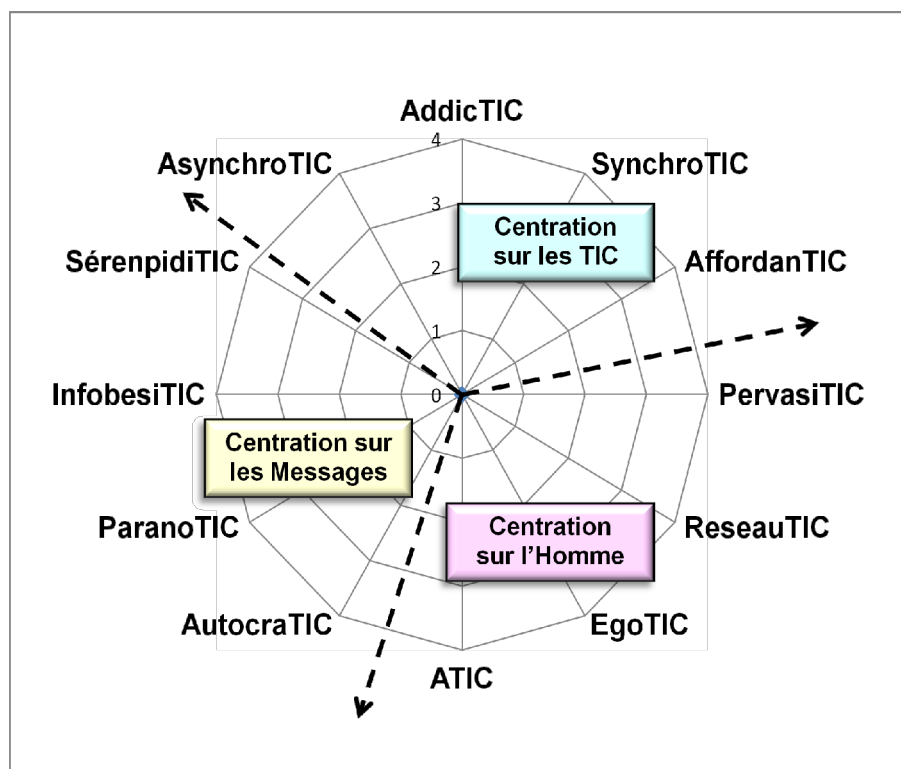 AddicTIC
4
AsynchroTIC
SynchroTIC
3
Centration
sur les TIC
SérenpidiTIC
2
AffordanTIC
1
InfobesiTIC
0
PervasiTIC
Centration sur
les Messages
ParanoTIC
Centration
sur l'Homme
ReseauTIC
AutocraTIC
EgoTIC
ATIC